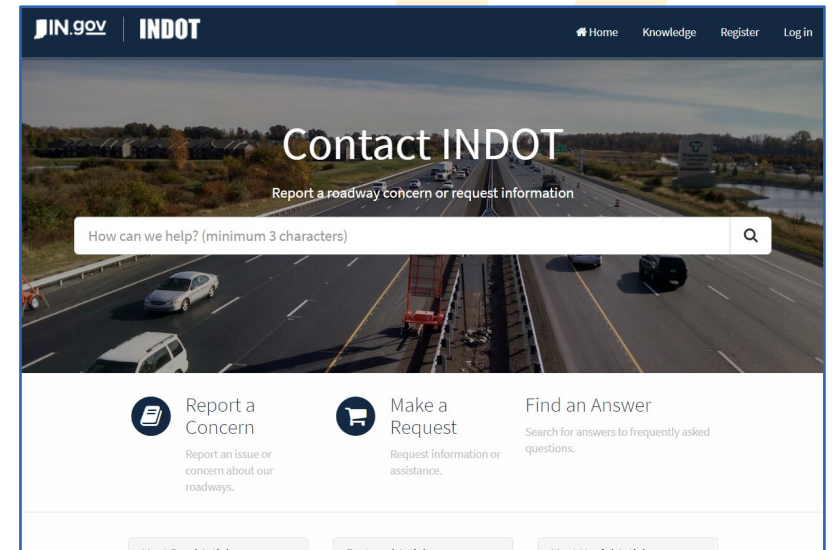 IN.gov INDOT Home Knowledge Register Log in
Contact INDOT
Report a roadway concern or request information
How can we help? (minimum 3 characters)
Report a
Concern
Report an issue or
concern about our
roadways.
Make a
Request
Request information or
assistance.
Find an Answer
Search for answers to frequently asked
questions.